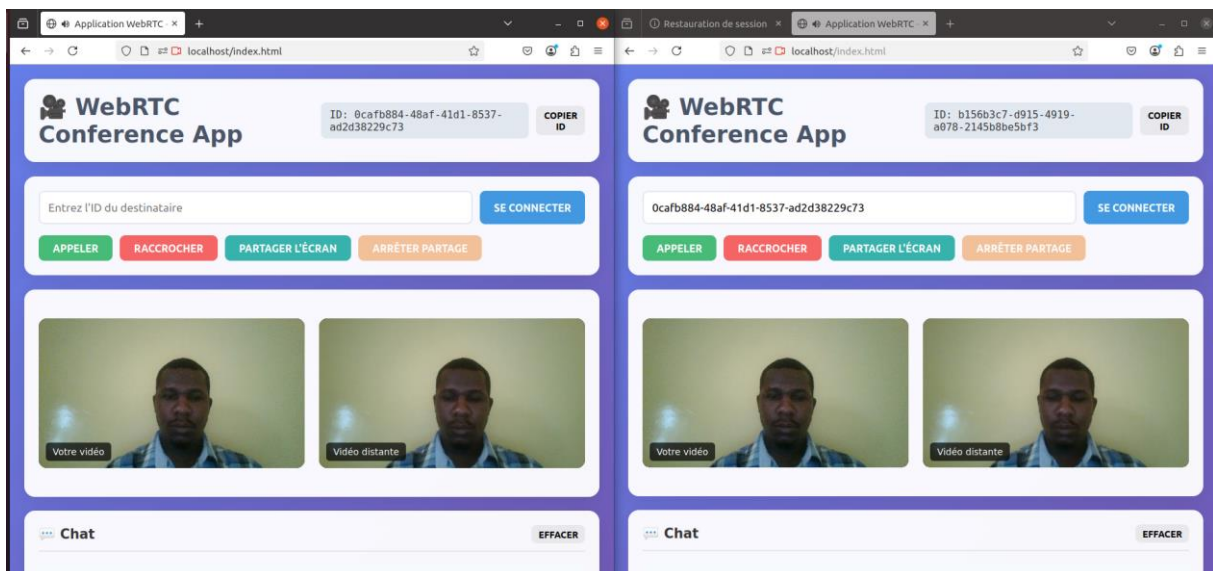 Application WebRTC -
localhost/index.html
WebRTC
Conference App
ID: 0cafb884-48af-41d1-8537-
ad2d38229c73
COPIER
ID
Entrez l'ID du destinataire
SE CONNECTER
APPELER
RACCROCHER
PARTAGER L'ÉCRAN
ARRÊTER PARTAGE
Votre vidéo
Vidéo distante
Chat
EFFACER
Restauration de session
Application WebRTC -
localhost/index.html
WebRTC
Conference App
ID: b156b3c7-d915-4919-
a078-2145b8be5bf3
COPIER
ID
0cafb884-48af-41d1-8537-ad2d38229c73
SE CONNECTER
APPELER
RACCROCHER
PARTAGER L'ÉCRAN
ARRÊTER PARTAGE
Votre vidéo
Vidéo distante
Chat
EFFACER